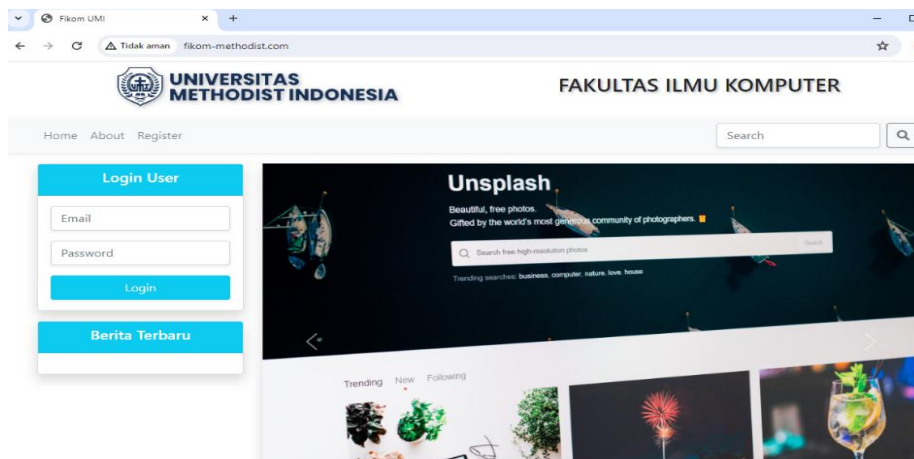 Fikom UMI
Tidak aman fikom-methodist.com
UNIVERSITAS
METHODIST INDONESIA
FAKULTAS ILMU KOMPUTER
Home About Register
Search
Login User
Email
Password
Login
Berita Terbaru
Unsplash
Beautiful, free photos.
Gifted by the world's most generous community of photographers.
Search free high-resolution photos
Search
Trending searches: business, computer, nature, love, house
Trending New Following